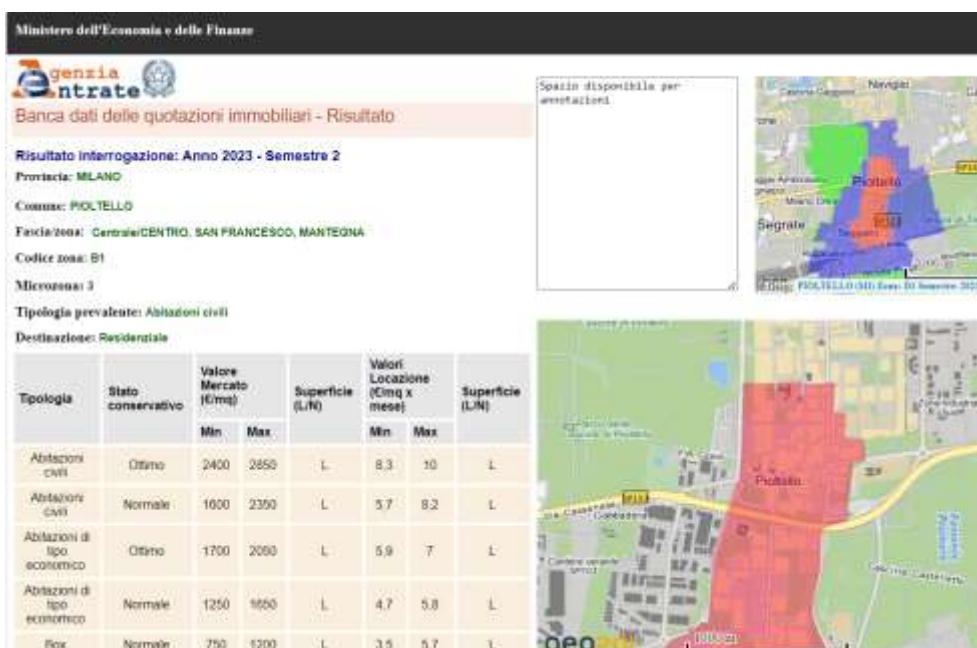 Ministero dell'Economia e delle Finanze
genzia
ntrate
Banca dati delle quotazioni immobiliari - Risultato
Risultato interrogazione: Anno 2023 - Semestre 2
Provincia: MILANO
Comune: PIOLTELLO
Fascia/zona: Centrale/CENTRO, SAN FRANCESCO, MANTEGNA
Codice zona: B1
Microzona: 3
Tipologia prevalente: Abitazioni civili
Destinazione: Residenziale
Tipologia Stato conservativo Valore Mercato (€/mq) Superficie (L/N) Valori Locazione (€/mq x mese) Superficie (L/N)
Min Max Min Max
Abitazioni civili Ottimo 2400 2850 L 8,3 10 L
Abitazioni civili Normale 1600 2350 L 5,7 8,2 L
Abitazioni di tipo economico Ottimo 1700 2050 L 5,9 7 L
Abitazioni di tipo economico Normale 1250 1650 L 4,7 5,8 L
Box Normale 750 1200 L 3,5 5,7 L
Spazio disponibile per
annotazioni
Naviglio
Pioltello
Segrate
Pioltello